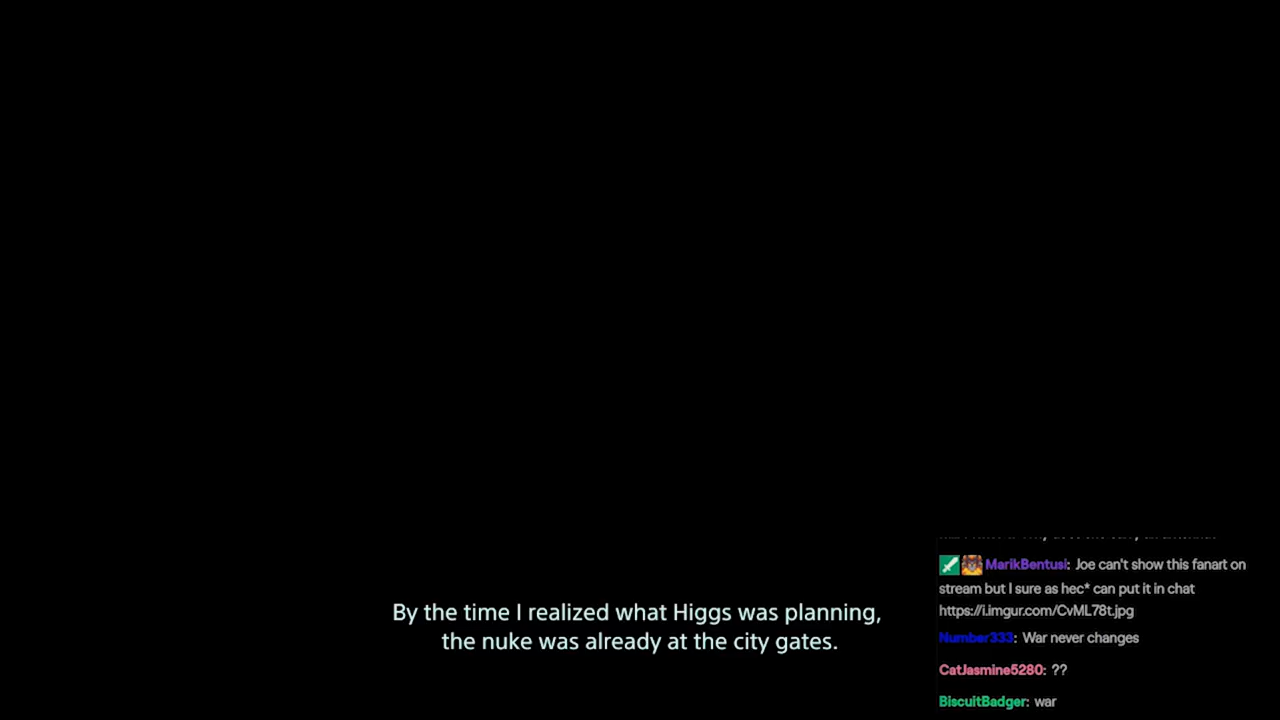 By the time I realized what Higgs was planning,
the nuke was already at the city gates.
MarikBentusi: Joe can't show this fanart on
stream but I sure as hec* can put it in chat
https://i.imgur.com/CvML78t.jpg
Number333: War never changes
CatJasmine5280: ??
BiscuitBadger: war